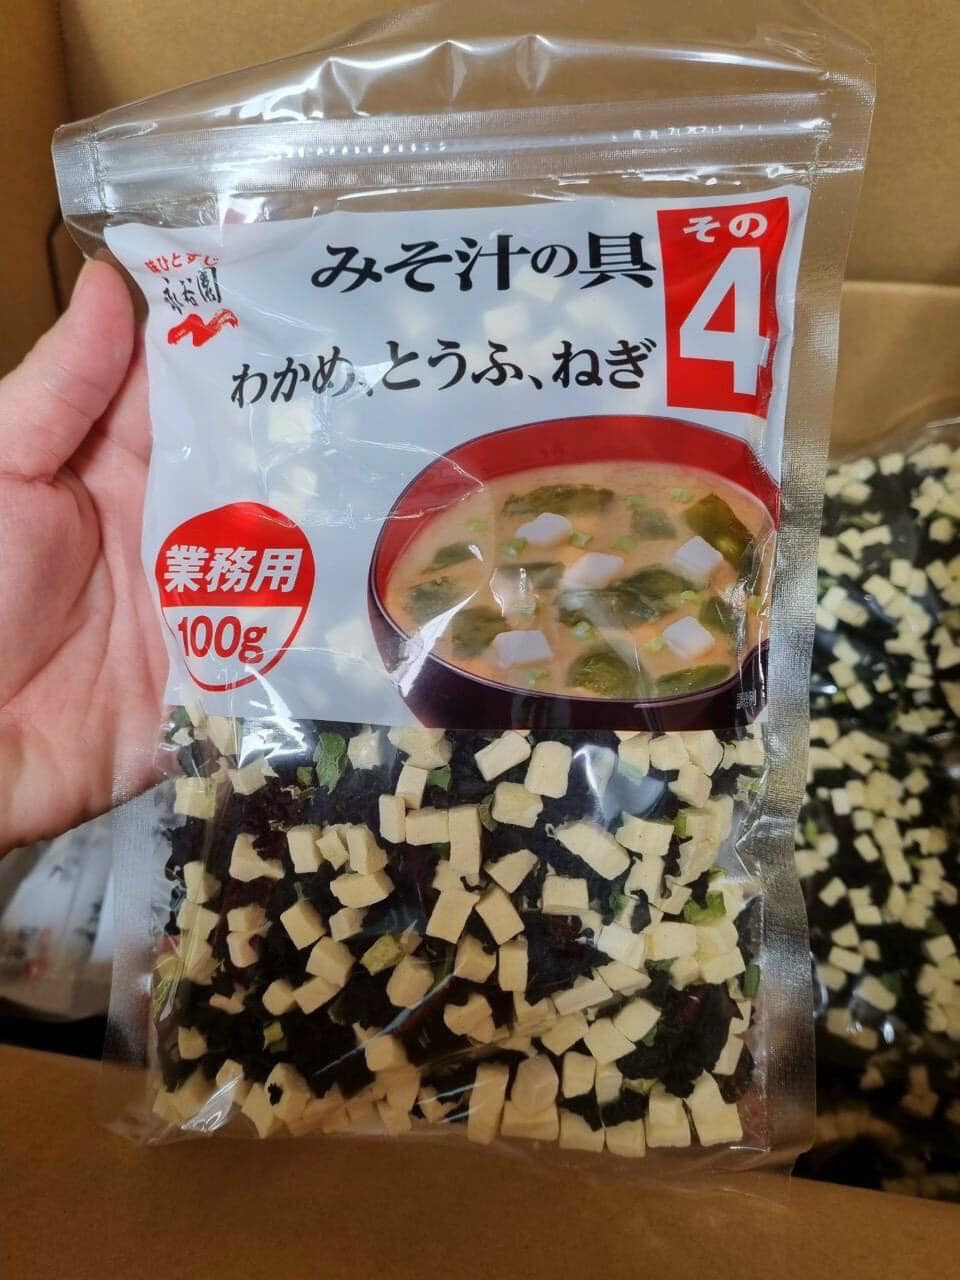 味ひとすじ
永谷園
みそ汁の具
その
4
わかめ、とうふ、ねぎ
業務用
100g